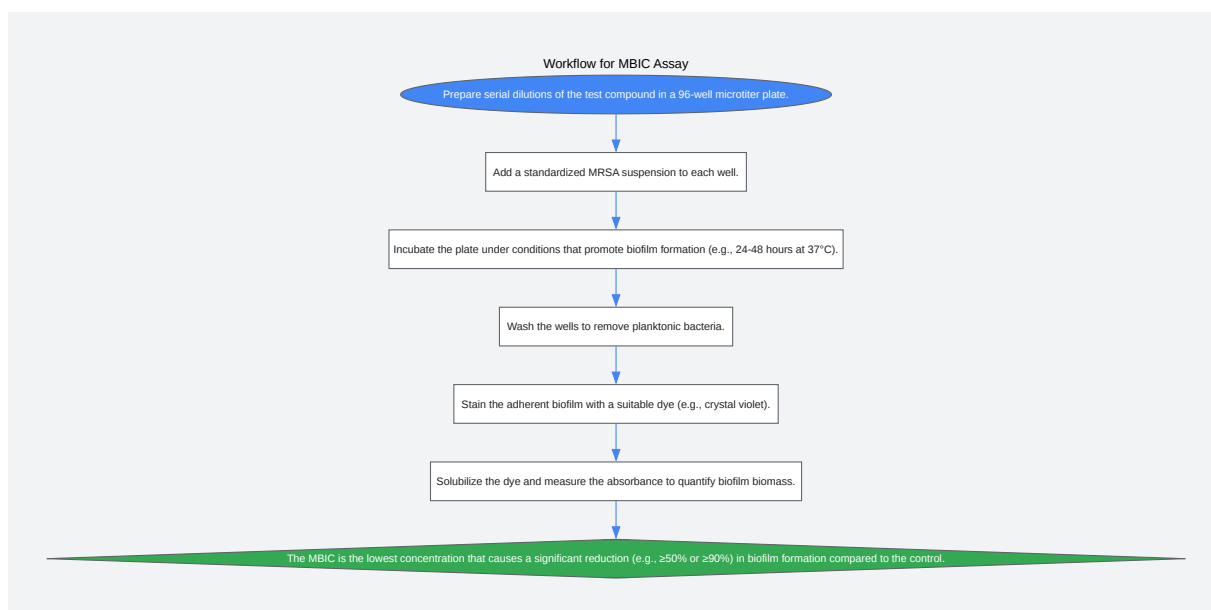 Workflow for MBIC Assay
Prepare serial dilutions of the test compound in a 96-well microtiter plate.
Add a standardized MRSA suspension to each well.
Incubate the plate under conditions that promote biofilm formation (e.g., 24-48 hours at 37°C).
Wash the wells to remove planktonic bacteria.
Stain the adherent biofilm with a suitable dye (e.g., crystal violet).
Solubilize the dye and measure the absorbance to quantify biofilm biomass.
The MBIC is the lowest concentration that causes a significant reduction (e.g., ≥50% or ≥90%) in biofilm formation compared to the control.